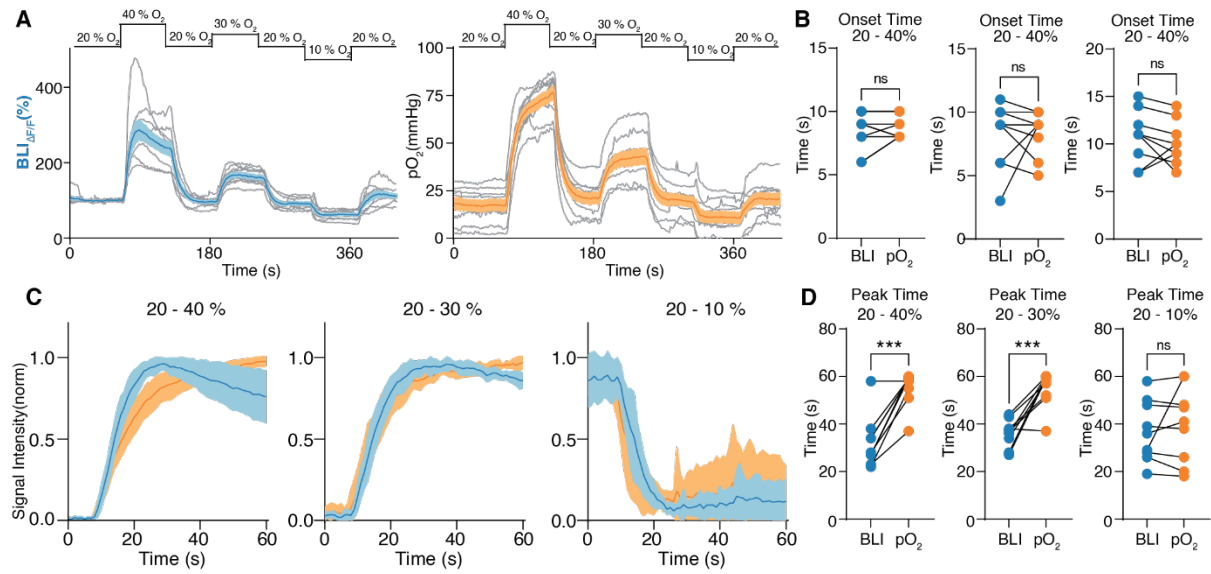 A
40 % O2
30 % O2
20 % O2
20 % O2
20 % O2
20 % O2
10 % O2
BLI ΔF/F(%)
400
200
0
0
180
360
Time (s)
40 % O2
30 % O2
20 % O2
20 % O2
20 % O2
20 % O2
10 % O2
pO2(mmHg)
100
75
50
25
0
0
180
360
Time (s)
B
Onset Time
20 - 40%
ns
Time (s)
15
10
5
0
BLI pO2
Onset Time
20 - 40%
ns
Time (s)
15
10
5
0
BLI pO2
Onset Time
20 - 40%
ns
Time (s)
20
15
10
5
0
BLI pO2
C
20 - 40 %
Signal Intensity(norm)
1.0
0.5
0.0
0 20 40 60
Time (s)
20 - 30 %
1.0
0.5
0.0
0 20 40 60
Time (s)
20 - 10 %
1.0
0.5
0.0
0 20 40 60
Time (s)
D
Peak Time
20 - 40%
***
Time (s)
80
60
40
20
0
BLI pO2
Peak Time
20 - 30%
***
Time (s)
80
60
40
20
0
BLI pO2
Peak Time
20 - 10%
ns
Time (s)
80
60
40
20
0
BLI pO2